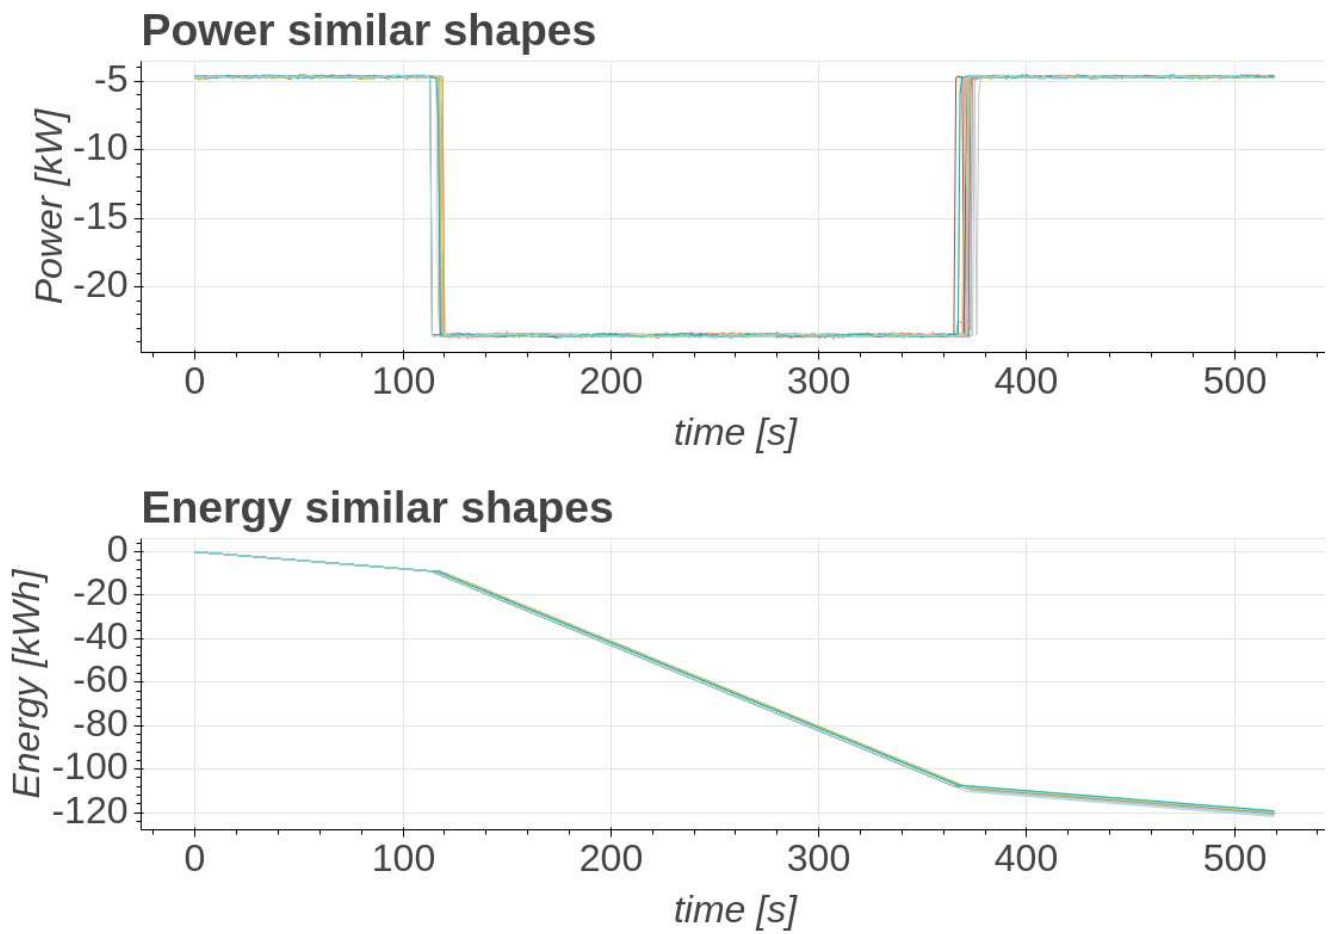 Power similar shapes
Power [kW]
-5
-10
-15
-20
0 100 200 300 400 500
time [s]
Energy similar shapes
Energy [kWh]
0
-20
-40
-60
-80
-100
-120
0 100 200 300 400 500
time [s]